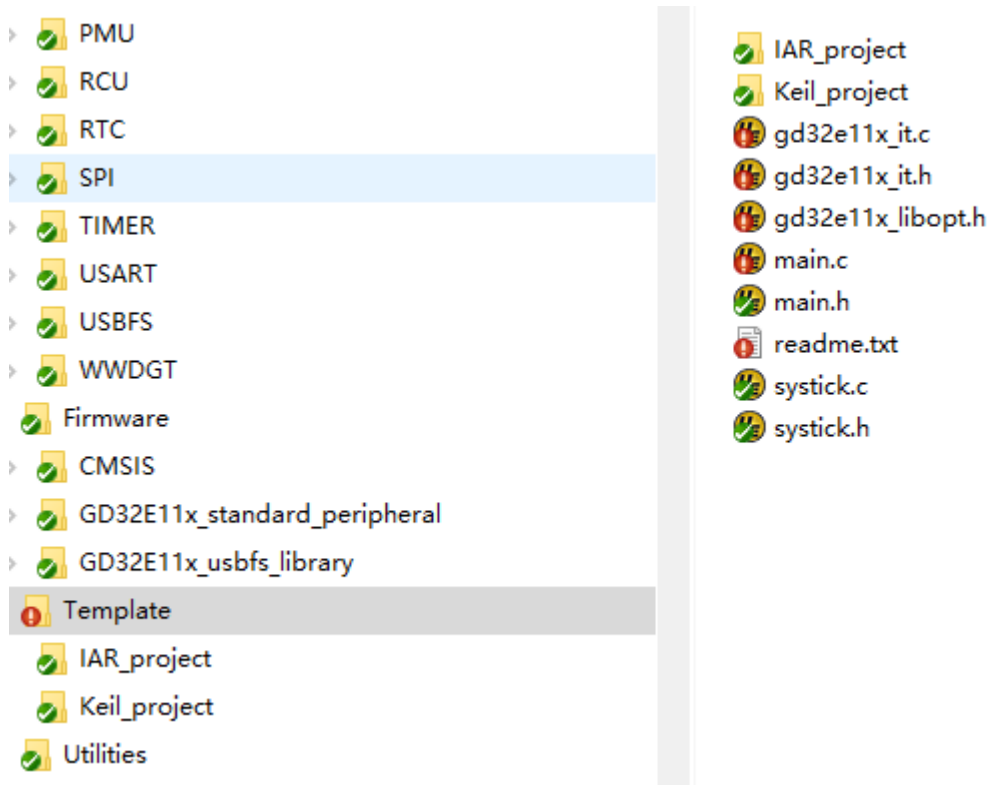 PMU
RCU
RTC
SPI
TIMER
USART
USBFS
WWDGT
Firmware
CMSIS
GD32E11x_standard_peripheral
GD32E11x_usbfs_library
Template
IAR_project
Keil_project
Utilities
IAR_project
Keil_project
gd32e11x_it.c
gd32e11x_it.h
gd32e11x_libopt.h
main.c
main.h
readme.txt
systick.c
systick.h